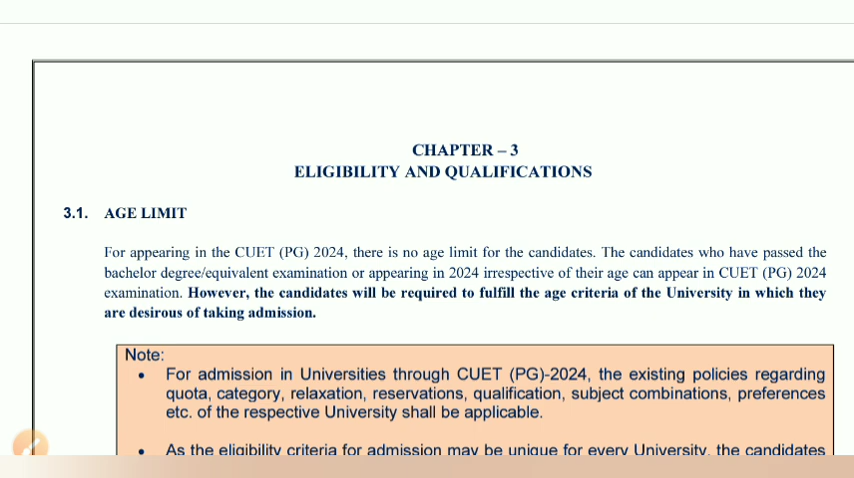 CHAPTER – 3
ELIGIBILITY AND QUALIFICATIONS
3.1. AGE LIMIT
For appearing in the CUET (PG) 2024, there is no age limit for the candidates. The candidates who have passed the
bachelor degree/equivalent examination or appearing in 2024 irrespective of their age can appear in CUET (PG) 2024
examination. However, the candidates will be required to fulfill the age criteria of the University in which they
are desirous of taking admission.
Note:
• For admission in Universities through CUET (PG)-2024, the existing policies regarding
quota, category, relaxation, reservations, qualification, subject combinations, preferences
etc. of the respective University shall be applicable.
• As the eligibility criteria for admission may be unique for every University, the candidates